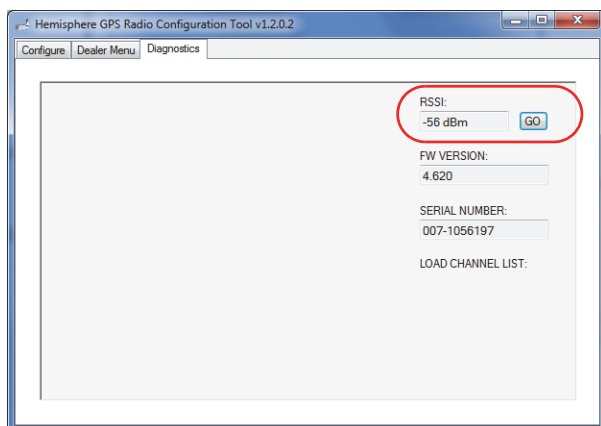 Hemisphere GPS Radio Configuration Tool v1.2.0.2
Configure Dealer Menu Diagnostics
RSSI:
-56 dBm GO
FW VERSION:
4.620
SERIAL NUMBER:
007-1056197
LOAD CHANNEL LIST: